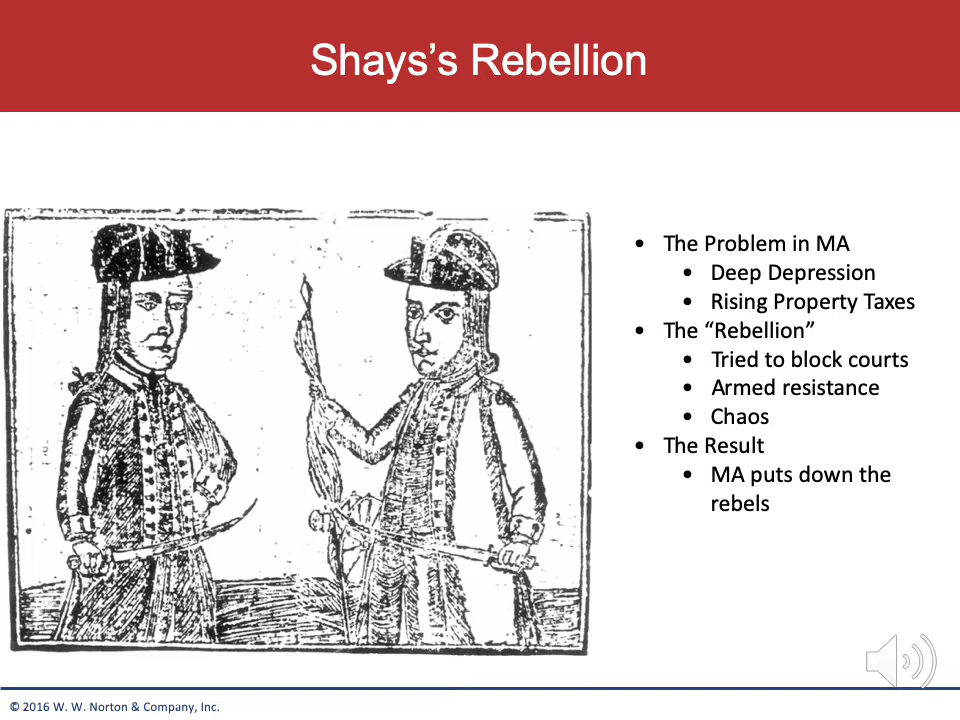 Shays’s Rebellion
• The Problem in MA
• Deep Depression
• Rising Property Taxes
• The “Rebellion”
• Tried to block courts
• Armed resistance
• Chaos
• The Result
• MA puts down the
rebels
© 2016 W. W. Norton & Company, Inc.